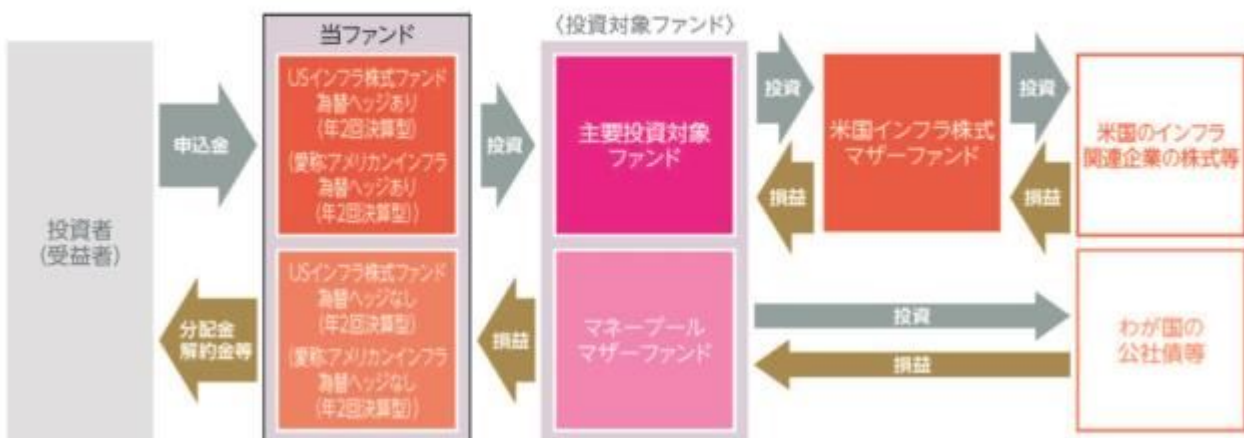 当ファンド
〈投資対象ファンド〉
投資者
(受益者)
申込金
分配金
解約金等
USインフラ株式ファンド
為替ヘッジあり
(年2回決算型)
(愛称:アメリカンインフラ
為替ヘッジあり
(年2回決算型))
USインフラ株式ファンド
為替ヘッジなし
(年2回決算型)
(愛称:アメリカンインフラ
為替ヘッジなし
(年2回決算型))
投資
損益
主要投資対象
ファンド
マネープール
マザーファンド
投資
損益
米国インフラ株式
マザーファンド
投資
損益
米国のインフラ
関連企業の株式等
投資
損益
わが国の
公社債等